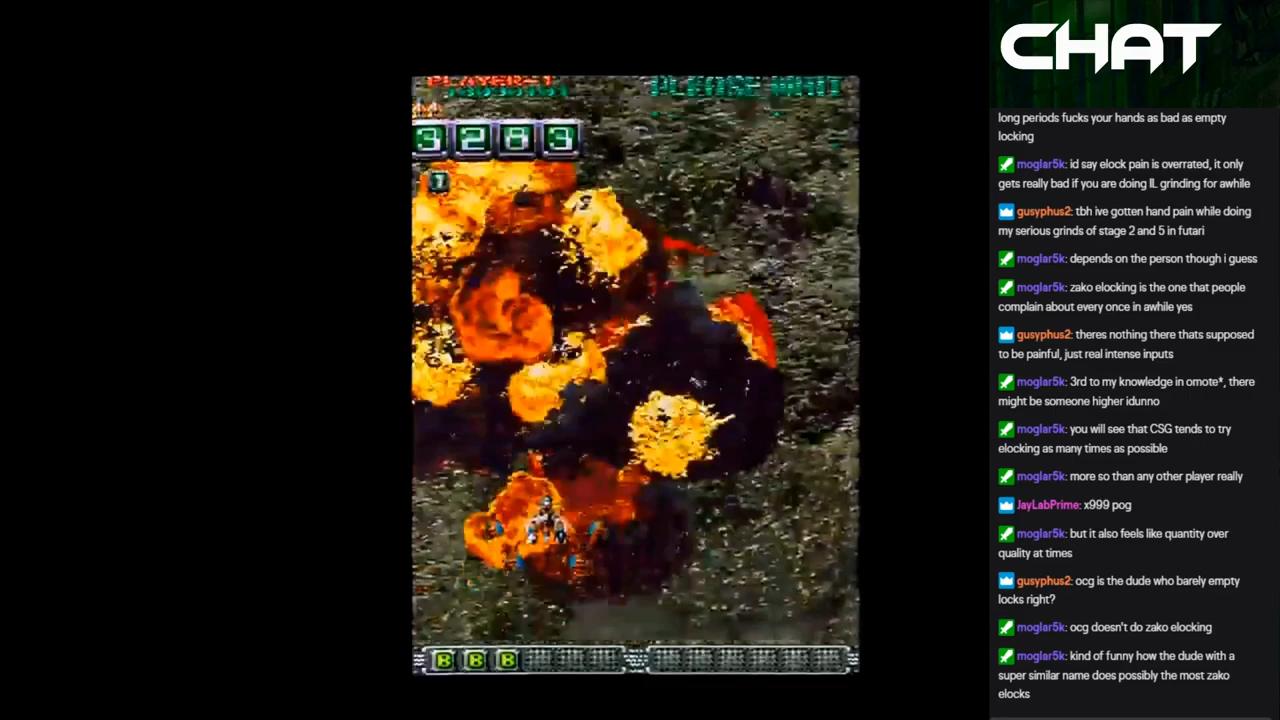 CHAT
PLAYER-1
PLEASE WAIT
3283
B B B
long periods fucks your hands as bad as empty
locking
moglar5k: id say elock pain is overrated, it only
gets really bad if you are doing IL grinding for awhile
gusyphus2: tbh ive gotten hand pain while doing
my serious grinds of stage 2 and 5 in futari
moglar5k: depends on the person though i guess
moglar5k: zako elocking is the one that people
complain about every once in awhile yes
gusyphus2: theres nothing there thats supposed
to be painful, just real intense inputs
moglar5k: 3rd to my knowledge in omote*, there
might be someone higher idunno
moglar5k: you will see that CSG tends to try
elocking as many times as possible
moglar5k: more so than any other player really
JayLabPrime: x999 pog
moglar5k: but it also feels like quantity over
quality at times
gusyphus2: ocg is the dude who barely empty
locks right?
moglar5k: ocg doesn't do zako elocking
moglar5k: kind of funny how the dude with a
super similar name does possibly the most zako
elocks